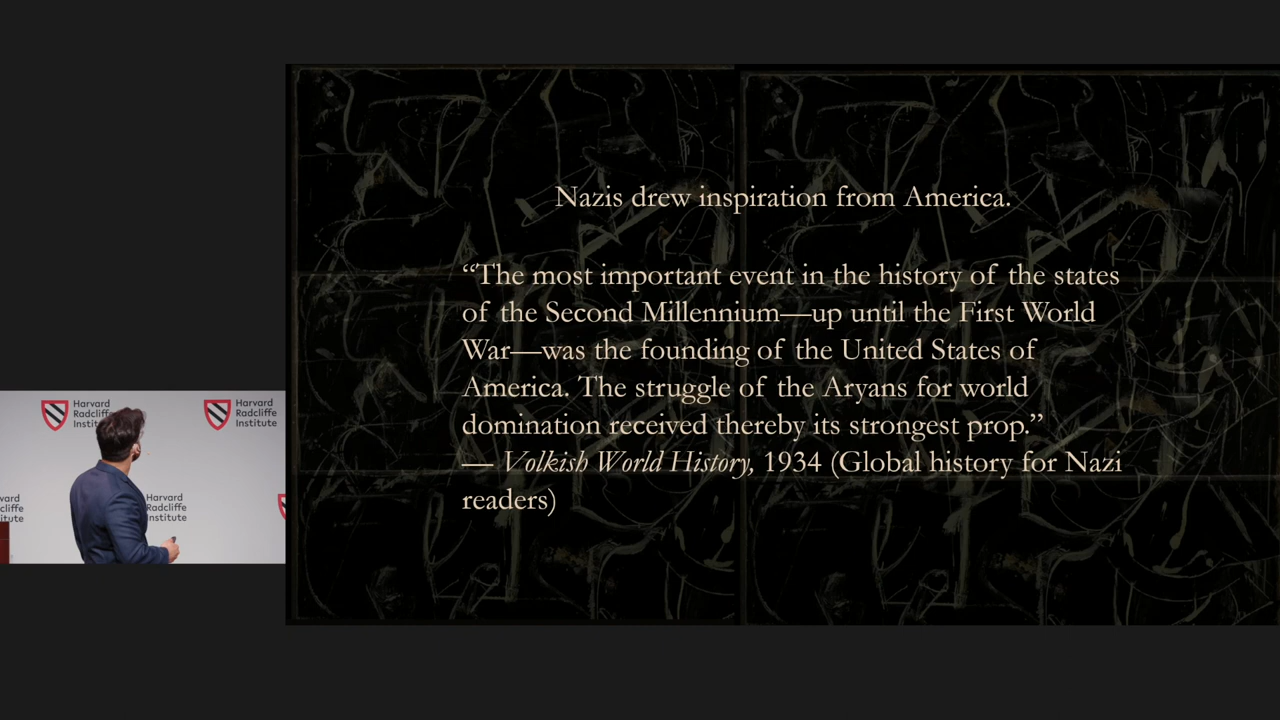 Nazis drew inspiration from America.
“The most important event in the history of the states
of the Second Millennium—up until the First World
War—was the founding of the United States of
America. The struggle of the Aryans for world
domination received thereby its strongest prop.”
— Volkish World History, 1934 (Global history for Nazi
readers)
Harvard
Radcliffe
Institute
Harvard
Radcliffe
Institute
Harvard
Radcliffe
Institute